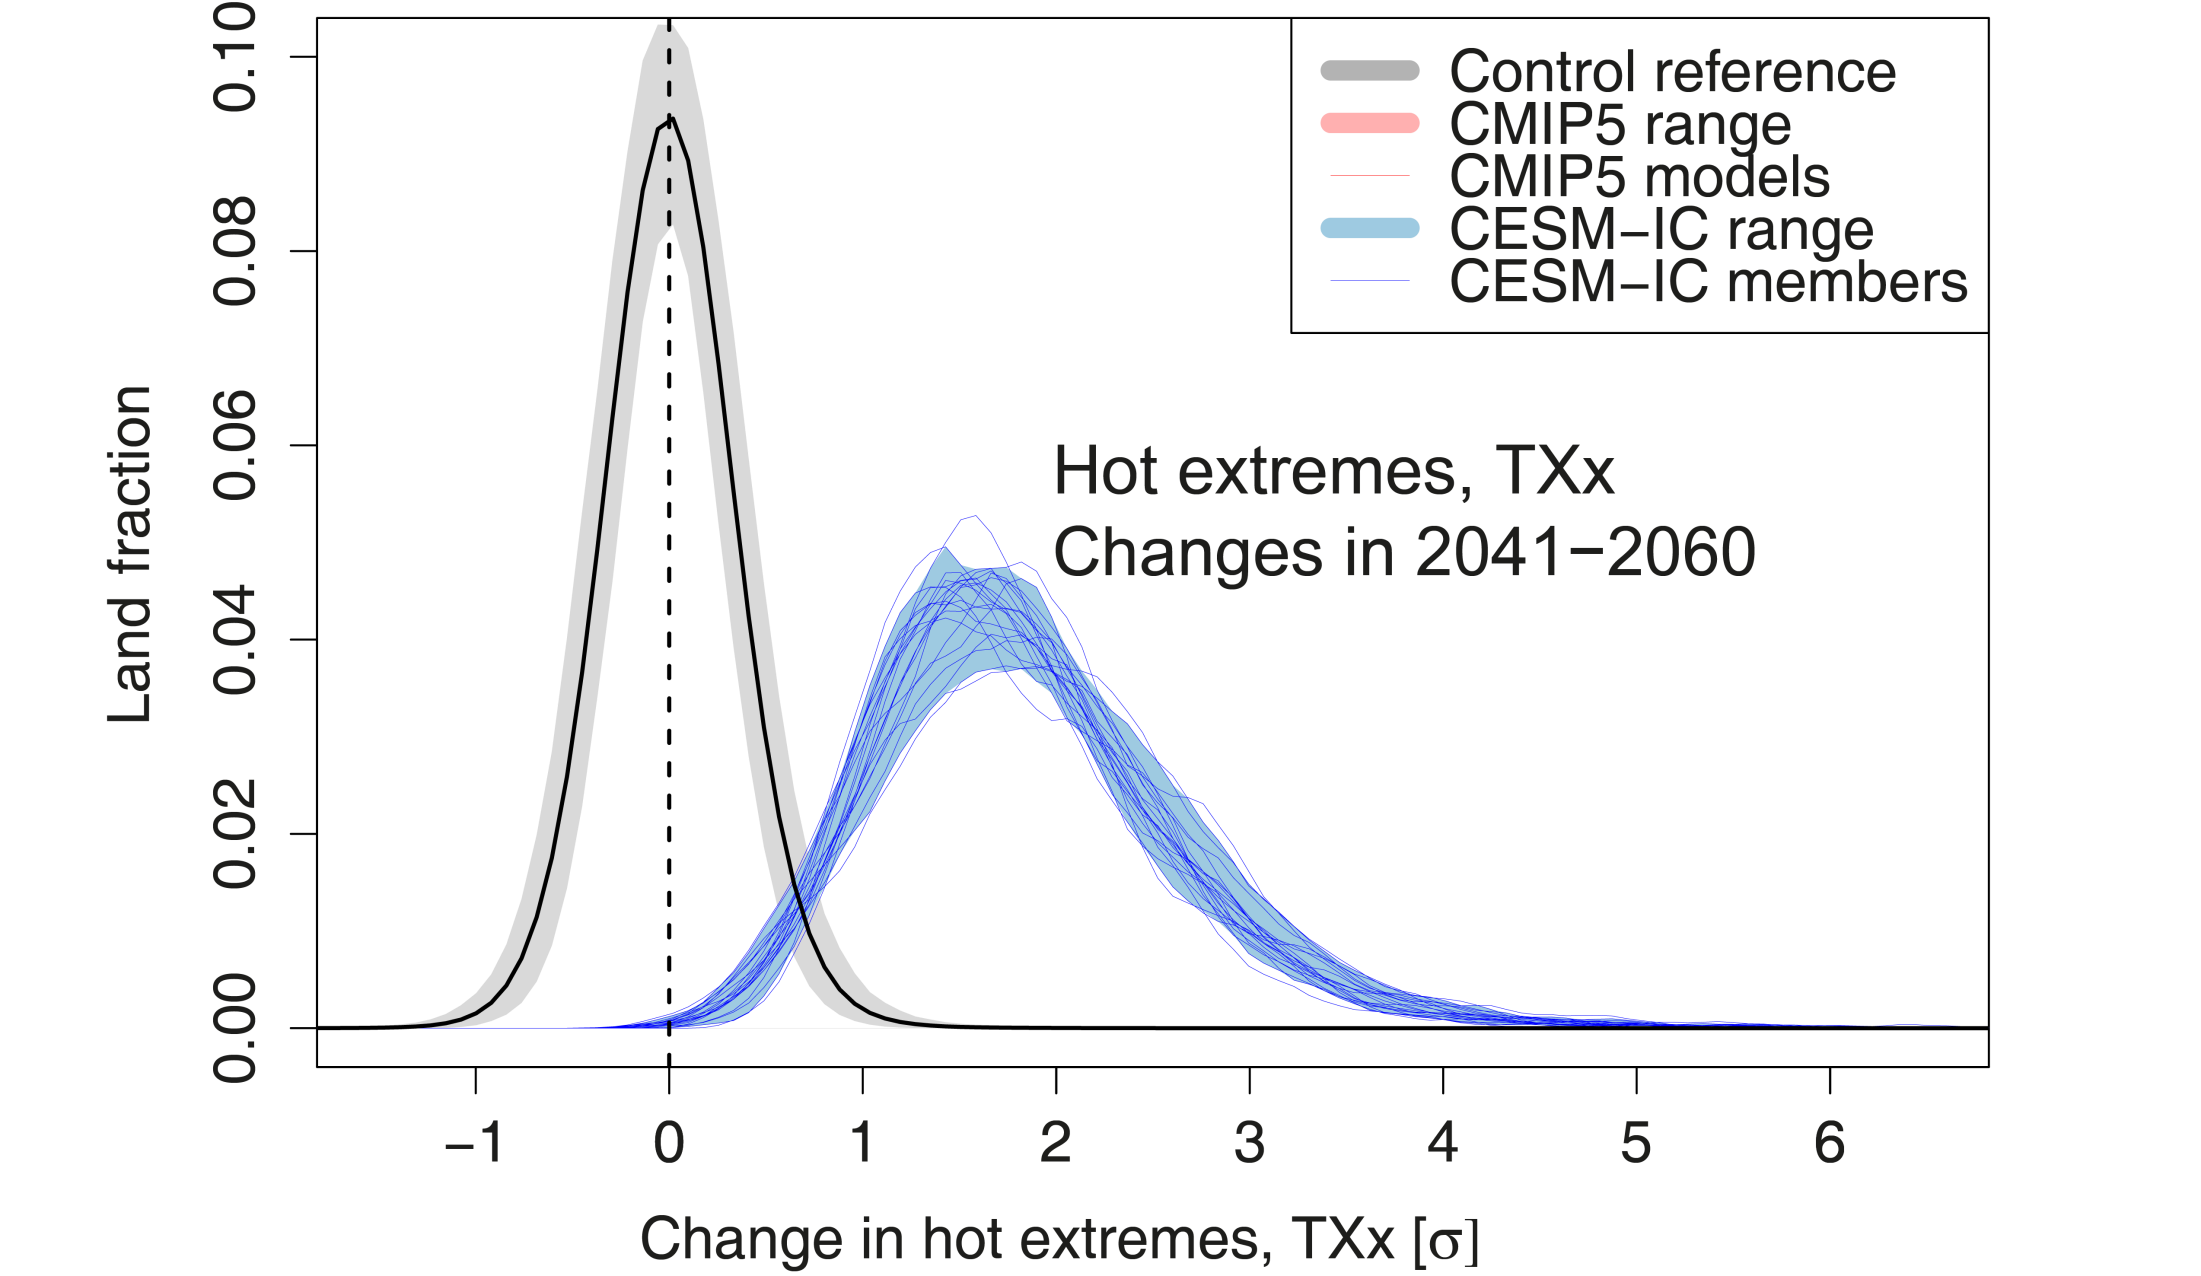 Control reference
CMIP5 range
CMIP5 models
CESM−IC range
CESM−IC members
Hot extremes, TXx
Changes in 2041−2060
Land fraction
0.10
0.08
0.06
0.04
0.02
0.00
−1 0 1 2 3 4 5 6
Change in hot extremes, TXx [σ]